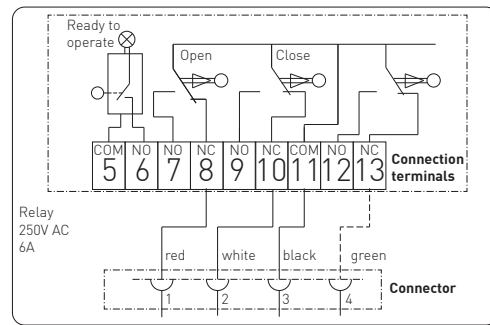 Ready to
operate
Open
Close
COM NO NO NC NO NC COM NO NC
5 6 7 8 9 10 11 12 13
Connection
terminals
Relay
250V AC
6A
red white black green
Connector
1 2 3 4